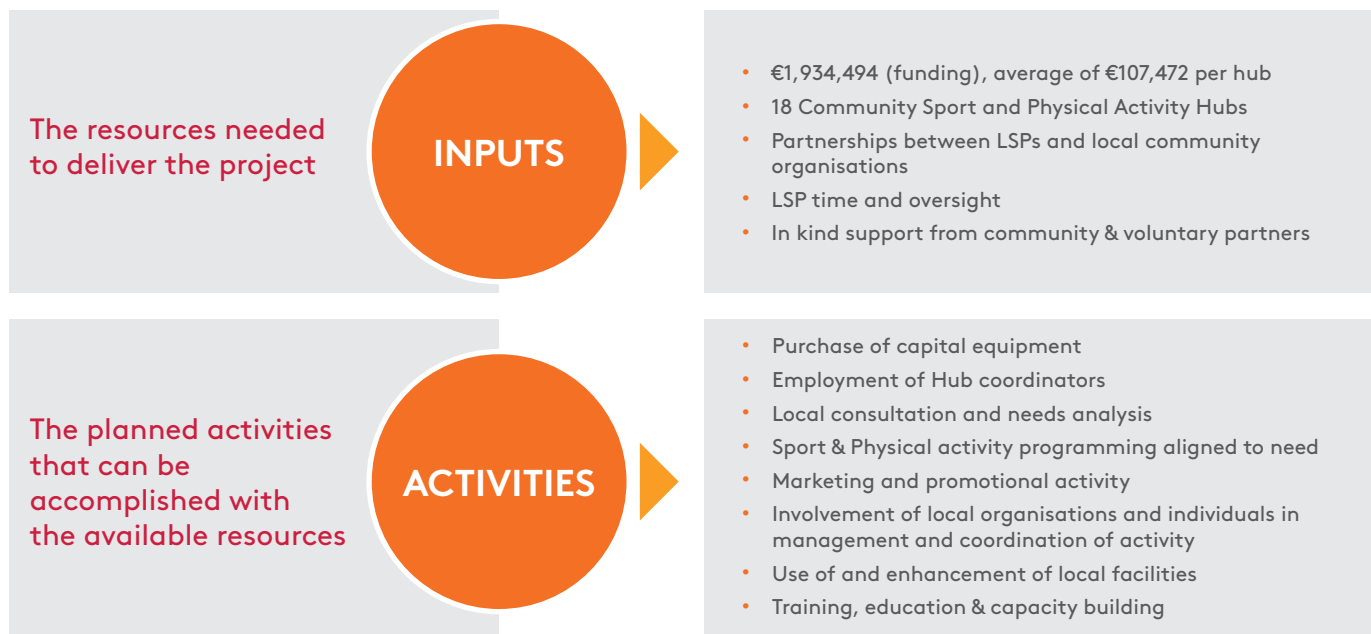 The resources needed
to deliver the project
INPUTS
• €1,934,494 (funding), average of €107,472 per hub
• 18 Community Sport and Physical Activity Hubs
• Partnerships between LSPs and local community
organisations
• LSP time and oversight
• In kind support from community & voluntary partners
The planned activities
that can be
accomplished with
the available resources
ACTIVITIES
• Purchase of capital equipment
• Employment of Hub coordinators
• Local consultation and needs analysis
• Sport & Physical activity programming aligned to need
• Marketing and promotional activity
• Involvement of local organisations and individuals in
management and coordination of activity
• Use of and enhancement of local facilities
• Training, education & capacity building